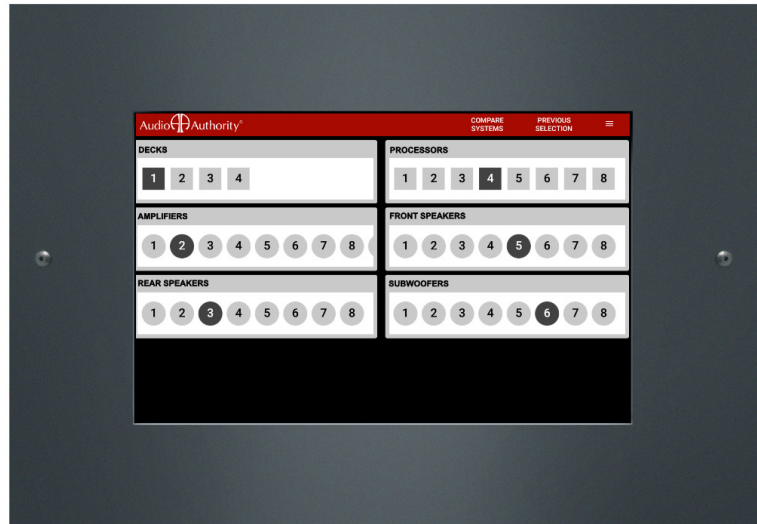 Audio Authority®
COMPARE SYSTEMS
PREVIOUS SELECTION
DECKS
1 2 3 4
PROCESSORS
1 2 3 4 5 6 7 8
AMPLIFIERS
1 2 3 4 5 6 7 8
FRONT SPEAKERS
1 2 3 4 5 6 7 8
REAR SPEAKERS
1 2 3 4 5 6 7 8
SUBWOOFERS
1 2 3 4 5 6 7 8